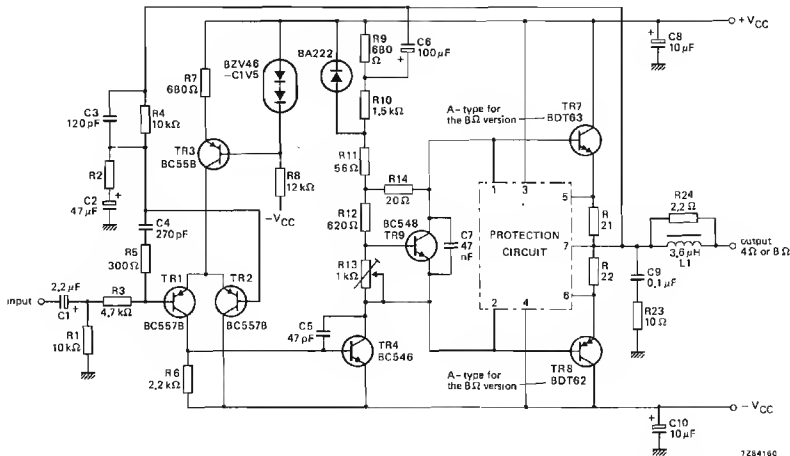 +VCC
R9
680
Ω
C6
100μF
C8
10μF
BZV46
-C1V5
BA222
R7
680Ω
R10
1,5kΩ
TR7
BDT63
A-type for
the 8Ω version
C3
120pF
R4
10kΩ
TR3
BC558
R11
56Ω
R8
12kΩ
-VCC
R14
20Ω
R2
C2
47μF
C4
270pF
R5
300Ω
R12
620Ω
BC548
TR9
C7
47
nF
1
3
5
7
6
2
4
PROTECTION
CIRCUIT
R
21
R
22
R24
2,2Ω
3,6μH
L1
output
4Ω or 8Ω
R13
1kΩ
C9
0,1μF
R23
10Ω
input
2,2μF
C1
R3
4,7kΩ
R1
10kΩ
TR1
BC557B
TR2
BC557B
C5
47pF
TR4
BC546
R6
2,2kΩ
A-type for
the 8Ω version
TR8
BDT62
-VCC
C10
10μF
7Z84160